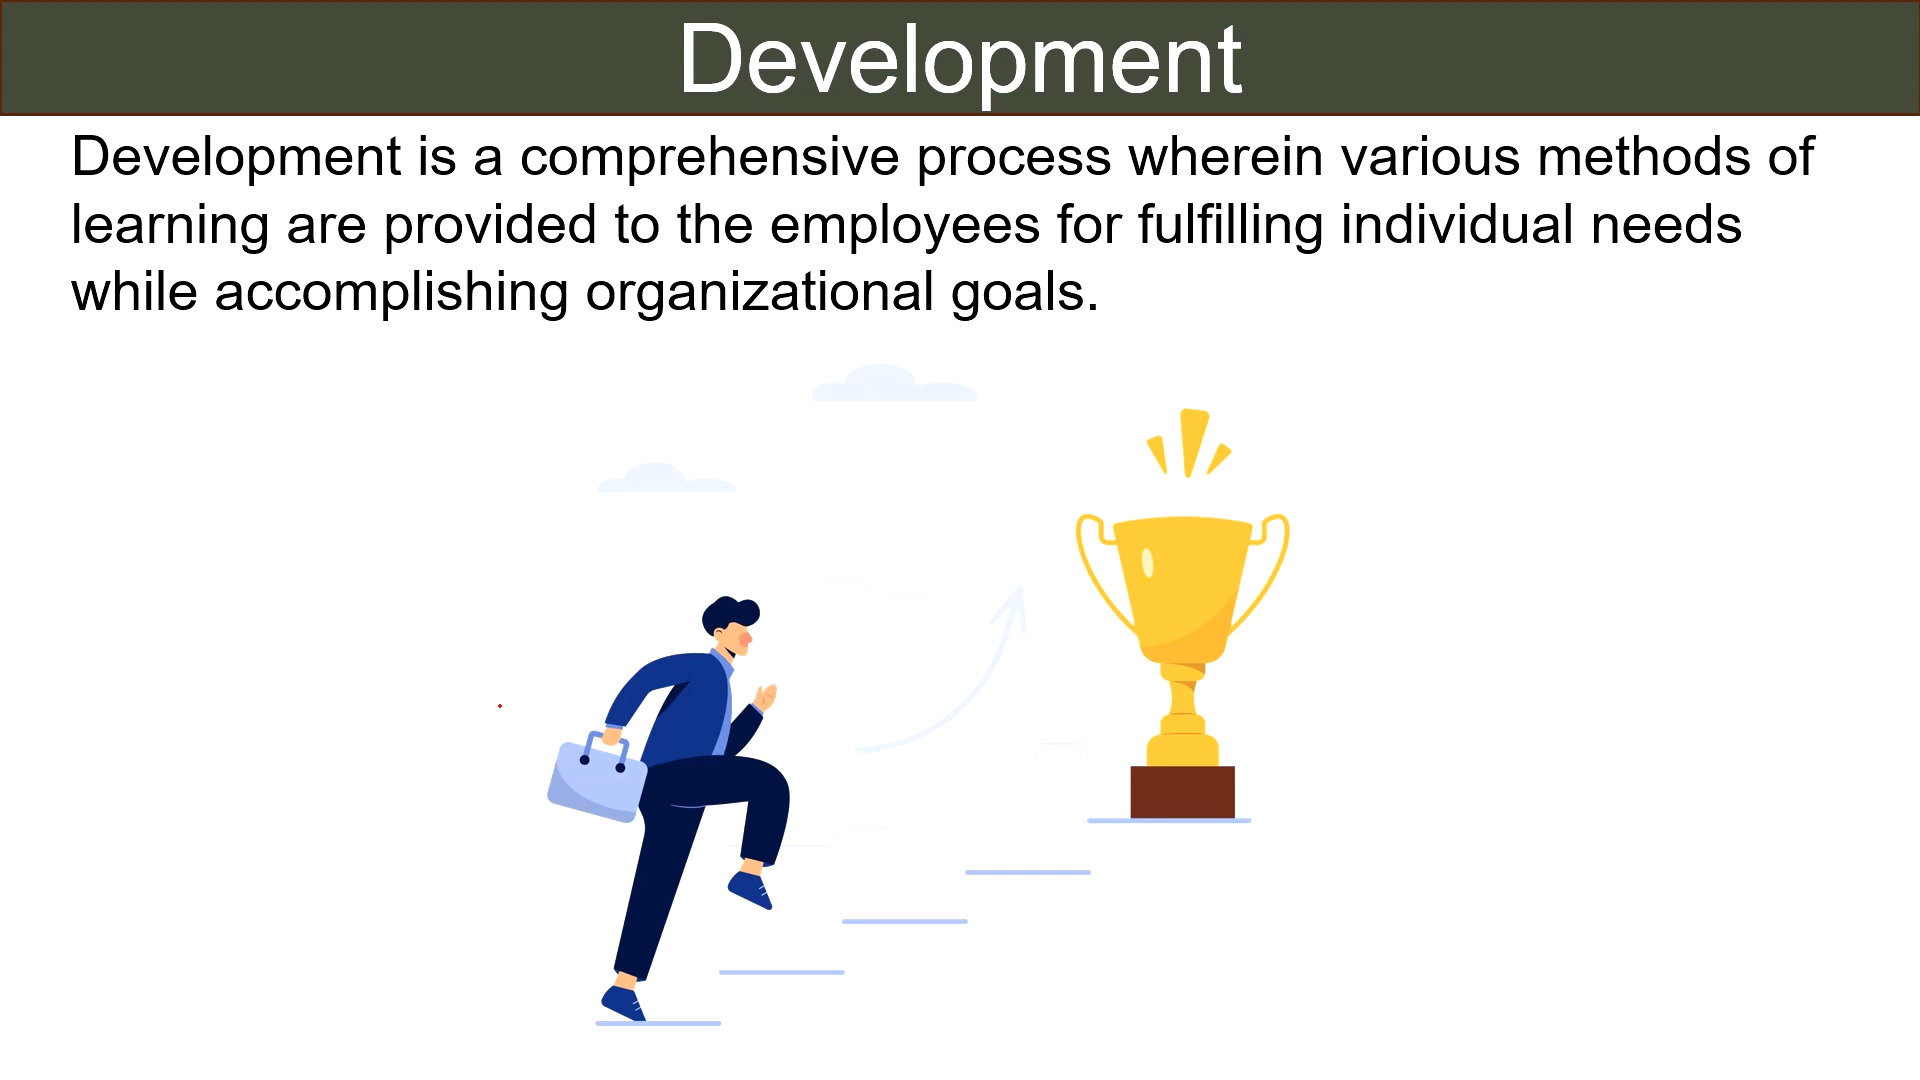 Development
Development is a comprehensive process wherein various methods of
learning are provided to the employees for fulfilling individual needs
while accomplishing organizational goals.